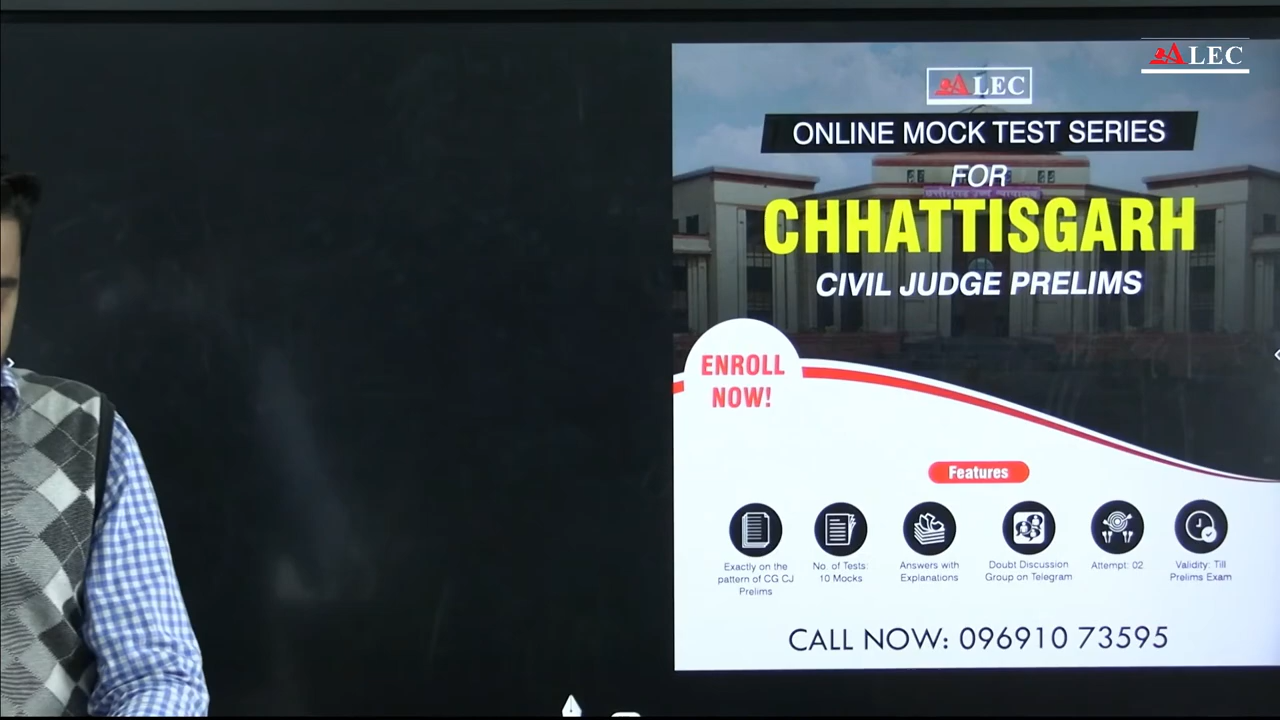 ALEC
ALEC
ONLINE MOCK TEST SERIES
FOR
CHHATTISGARH
CIVIL JUDGE PRELIMS
ENROLL
NOW!
Features
Exactly on the
pattern of CG CJ
Prelims
No. of Tests:
10 Mocks
Answers with
Explanations
Doubt Discussion
Group on Telegram
Attempt: 02
Validity: Till
Prelims Exam
CALL NOW: 096910 73595